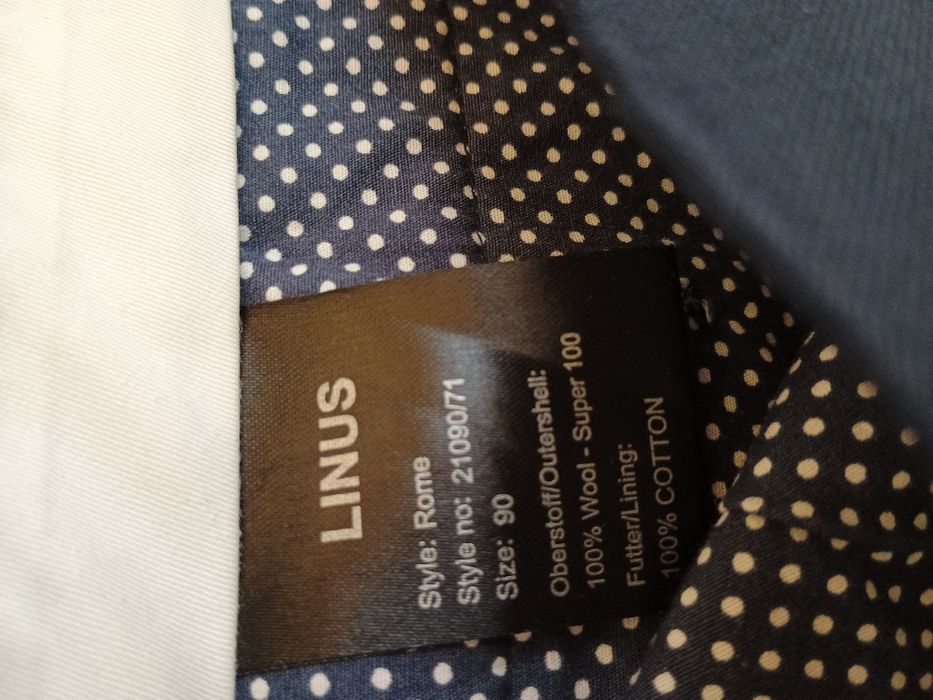 LINUS
Style: Rome
Style no: 21090/71
Size: 90
Oberstoff/Outershell:
100% Wool - Super 100
Futter/Lining:
100% COTTON